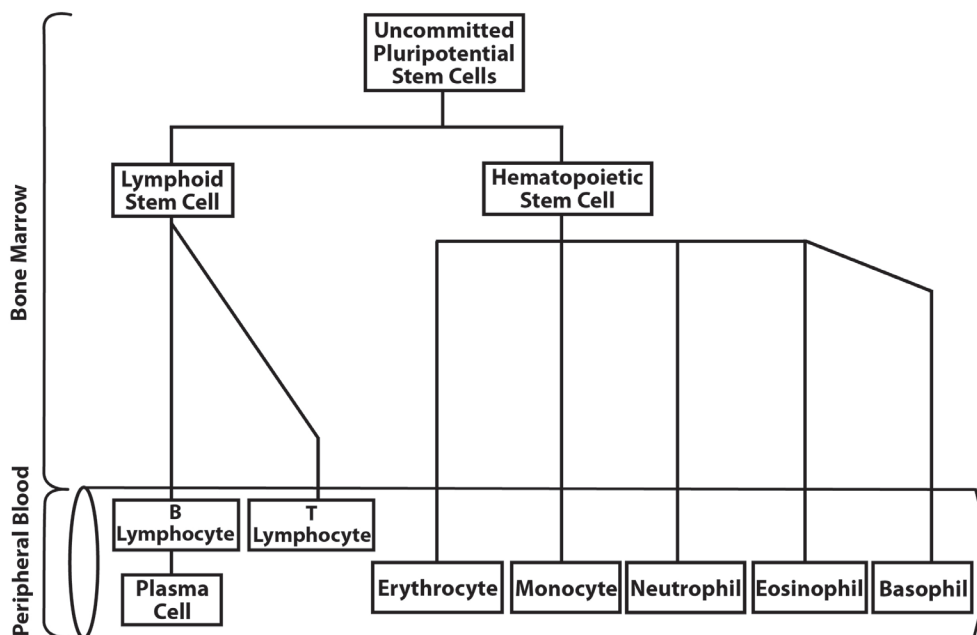 Uncommitted
Pluripotential
Stem Cells
Lymphoid
Stem Cell
Hematopoietic
Stem Cell
Bone Marrow
Peripheral Blood
B
Lymphocyte
T
Lymphocyte
Plasma
Cell
Erythrocyte
Monocyte
Neutrophil
Eosinophil
Basophil